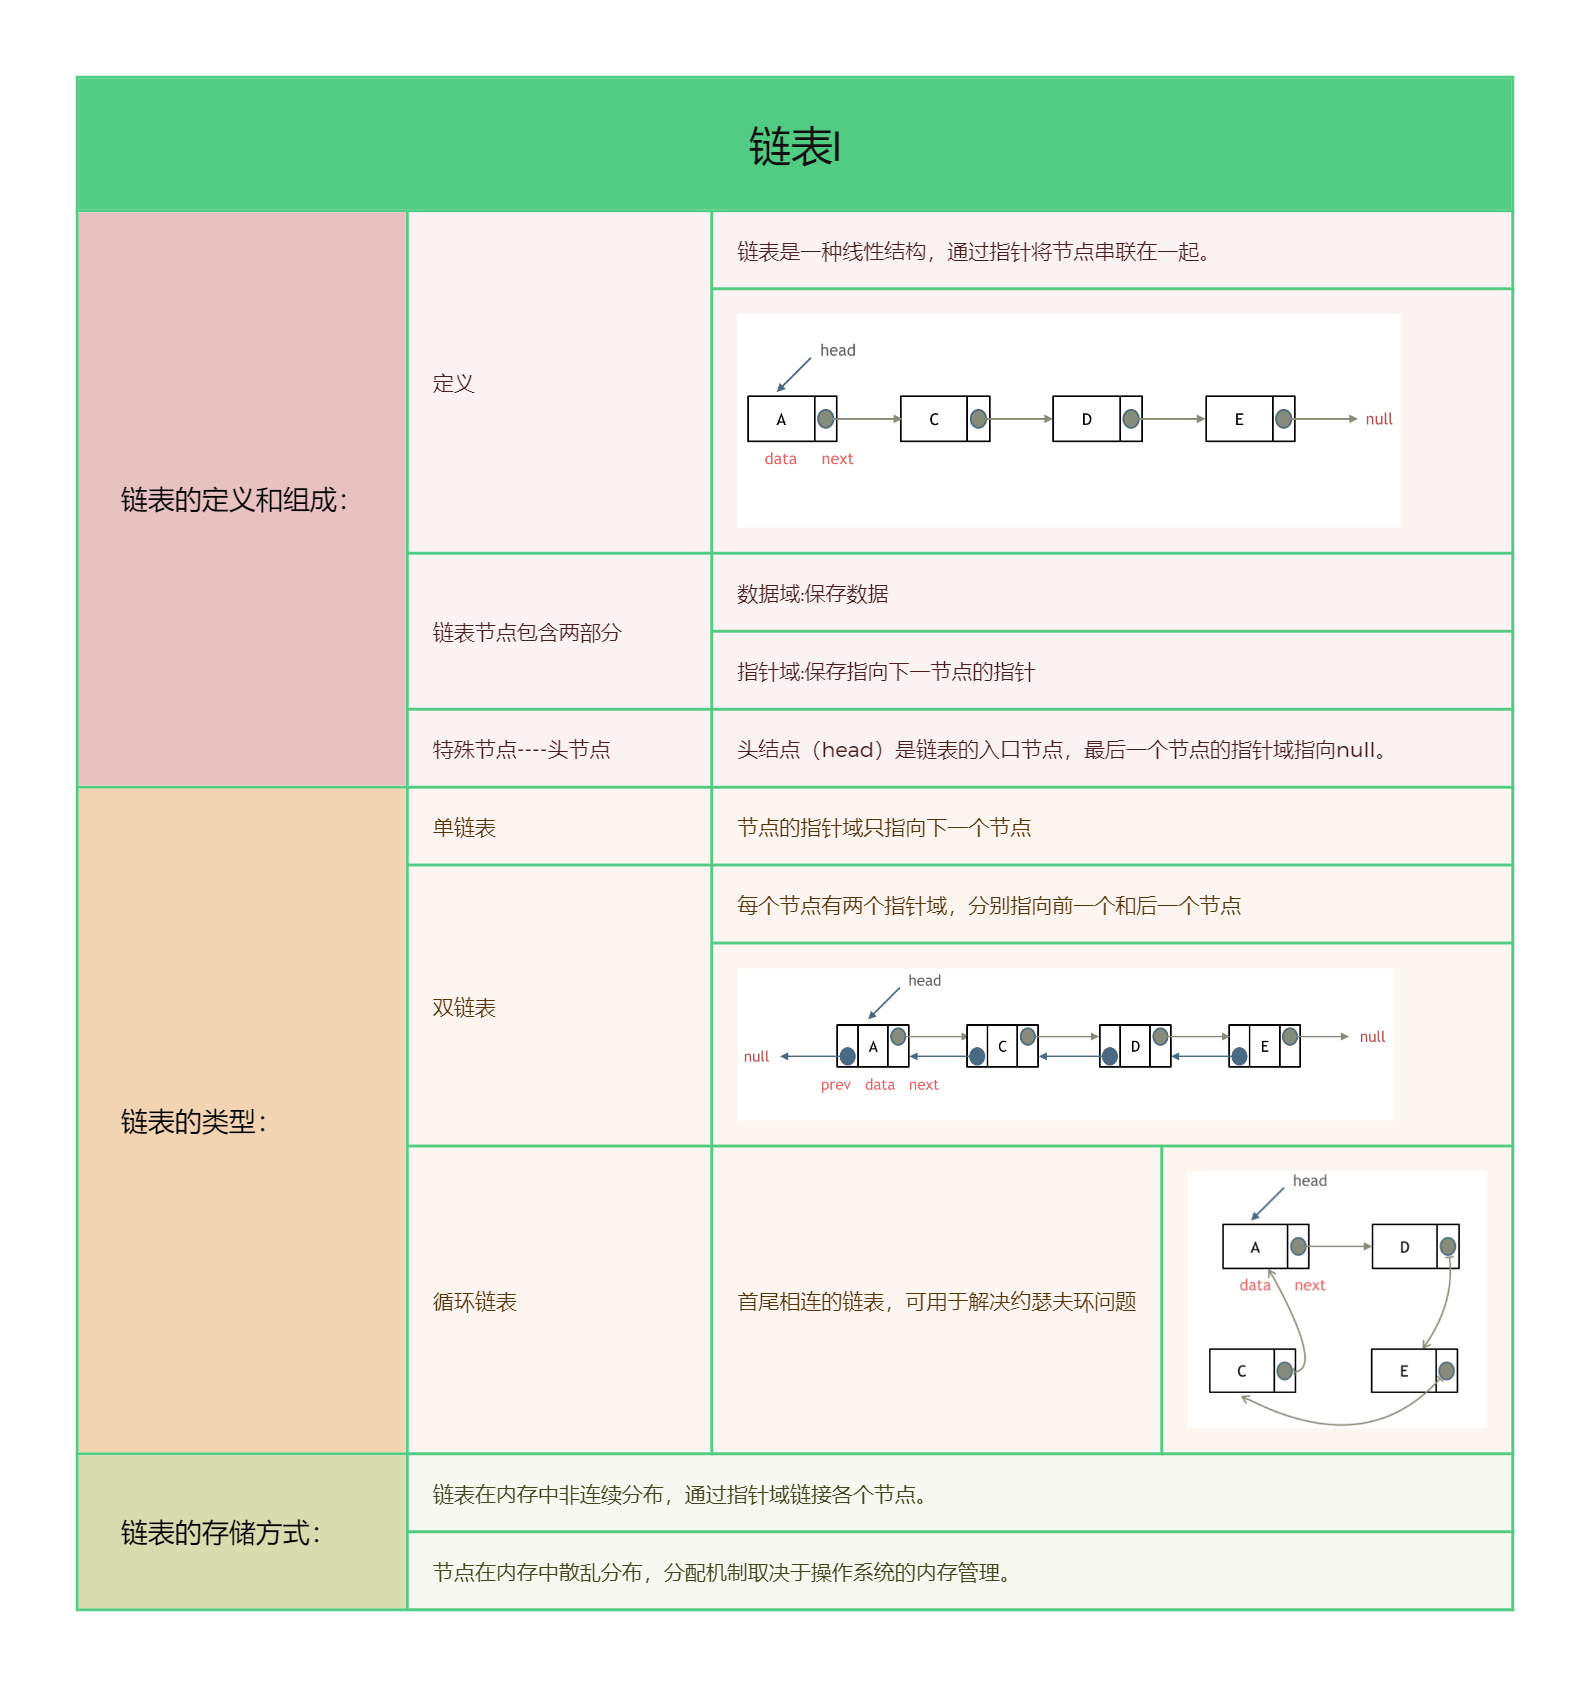 链表I
链表的定义和组成：
定义
链表是一种线性结构，通过指针将节点串联在一起。
head
A C D E null
data next
链表节点包含两部分
数据域:保存数据
指针域:保存指向下一节点的指针
特殊节点----头节点
头结点（head）是链表的入口节点，最后一个节点的指针域指向null。
链表的类型：
单链表
节点的指针域只指向下一个节点
双链表
每个节点有两个指针域，分别指向前一个和后一个节点
head
A C D E null
null
prev data next
循环链表
首尾相连的链表，可用于解决约瑟夫环问题
head
A D
data next
C E
链表的存储方式：
链表在内存中非连续分布，通过指针域链接各个节点。
节点在内存中散乱分布，分配机制取决于操作系统的内存管理。